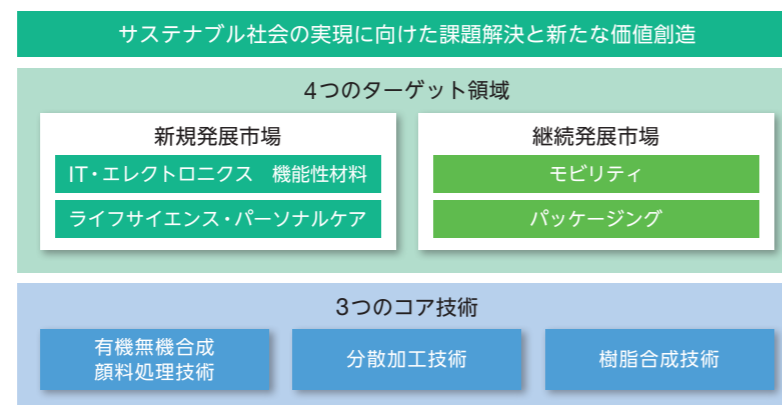 サステナブル社会の実現に向けた課題解決と新たな価値創造
4つのターゲット領域
新規発展市場
IT・エレクトロニクス　機能性材料
ライフサイエンス・パーソナルケア
継続発展市場
モビリティ
パッケージング
3つのコア技術
有機無機合成
顔料処理技術
分散加工技術
樹脂合成技術